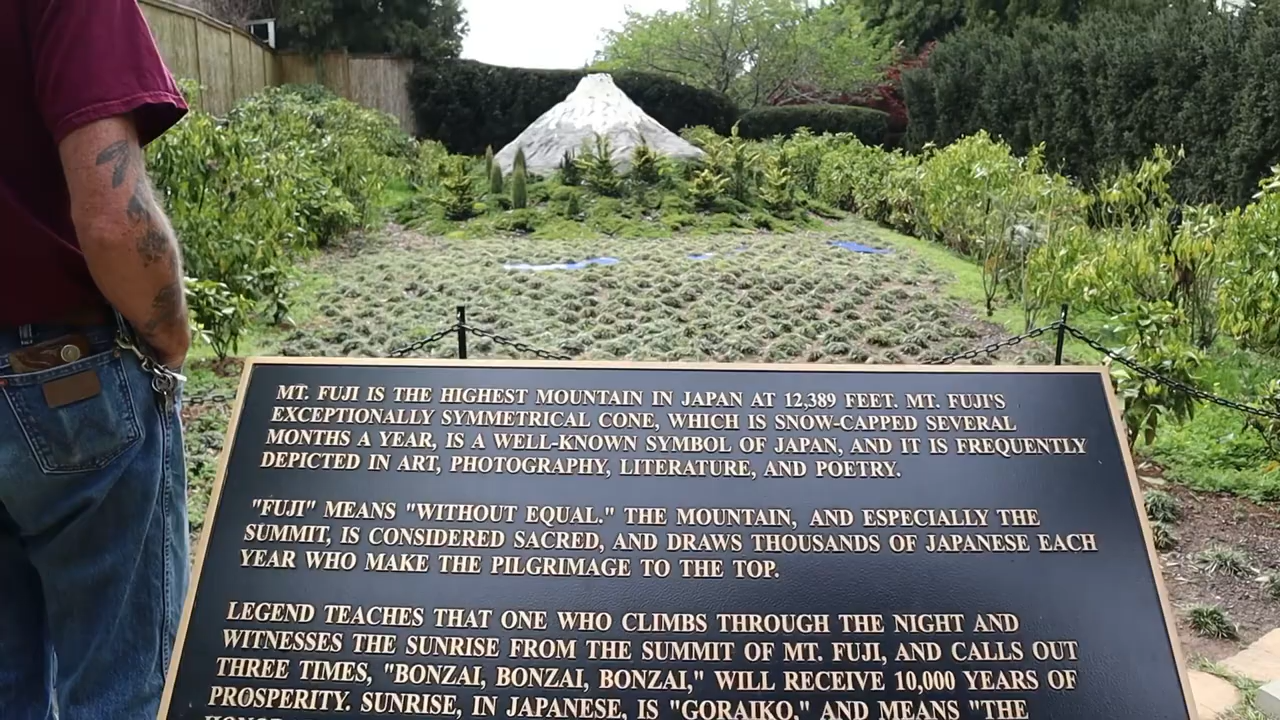 MT. FUJI IS THE HIGHEST MOUNTAIN IN JAPAN AT 12,389 FEET. MT. FUJI'S
EXCEPTIONALLY SYMMETRICAL CONE, WHICH IS SNOW-CAPPED SEVERAL
MONTHS A YEAR, IS A WELL-KNOWN SYMBOL OF JAPAN, AND IT IS FREQUENTLY
DEPICTED IN ART, PHOTOGRAPHY, LITERATURE, AND POETRY.
"FUJI" MEANS "WITHOUT EQUAL." THE MOUNTAIN, AND ESPECIALLY THE
SUMMIT, IS CONSIDERED SACRED, AND DRAWS THOUSANDS OF JAPANESE EACH
YEAR WHO MAKE THE PILGRIMAGE TO THE TOP.
LEGEND TEACHES THAT ONE WHO CLIMBS THROUGH THE NIGHT AND
WITNESSES THE SUNRISE FROM THE SUMMIT OF MT. FUJI, AND CALLS OUT
THREE TIMES, "BONZAI, BONZAI, BONZAI," WILL RECEIVE 10,000 YEARS OF
PROSPERITY. SUNRISE, IN JAPANESE, IS "GORAIKO," AND MEANS "THE